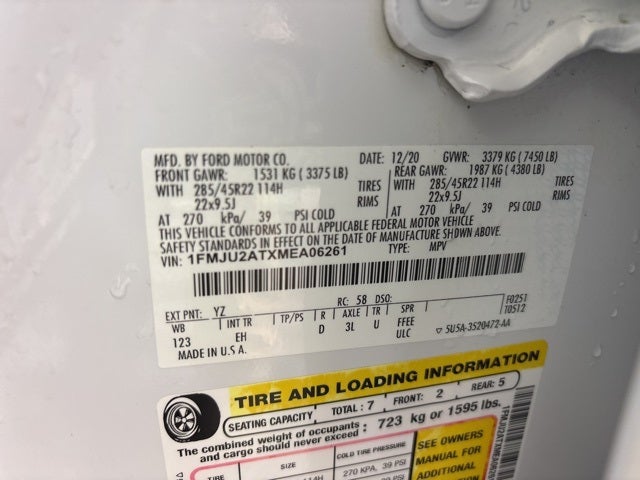 MFD. BY FORD MOTOR CO. DATE: 12/20 GVWR: 3379 KG ( 7450 LB)
FRONT GAWR: 1531 KG ( 3375 LB) REAR GAWR: 1987 KG ( 4380 LB)
WITH 285/45R22 114H TIRES WITH 285/45R22 114H TIRES
22x9.5J RIMS 22x9.5J RIMS
AT 270 kPa/ 39 PSI COLD AT 270 kPa/ 39 PSI COLD
THIS VEHICLE CONFORMS TO ALL APPLICABLE FEDERAL MOTOR VEHICLE
SAFETY STANDARDS IN EFFECT ON THE DATE OF MANUFACTURE SHOWN ABOVE.
VIN: 1FMJU2ATXMEA06261 TYPE: MPV
EXT PNT: YZ RC: 58 DSO: F0251
WB INT TR TP/PS R AXLE TR SPR T0512
123 EH D 3L U FFEE
ULC ▽ 5U5A-3520472-AA
MADE IN U.S.A.
TIRE AND LOADING INFORMATION
SEATING CAPACITY TOTAL : 7 FRONT: 2 REAR: 5
The combined weight of occupants : 723 kg or 1595 lbs.
and cargo should never exceed
TIRE SIZE COLD TIRE PRESSURE SEE OWNERS
MANUAL FOR
270 KPA, 39 PSI ADDITIONAL